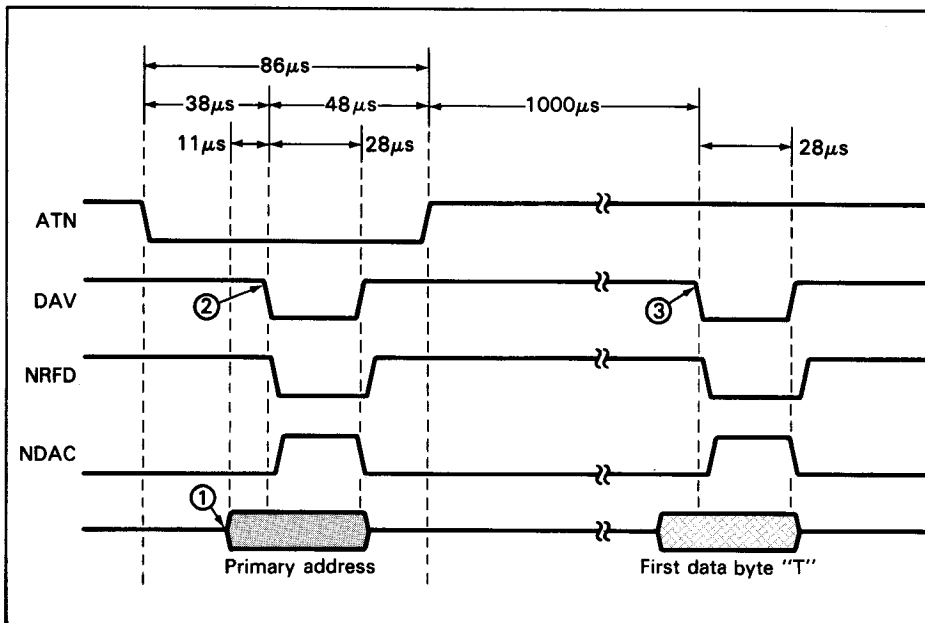 86μs
38μs 48μs 1000μs
11μs 28μs 28μs
ATN
DAV ② ③
NRFD
NDAC
①
Primary address First data byte "T"